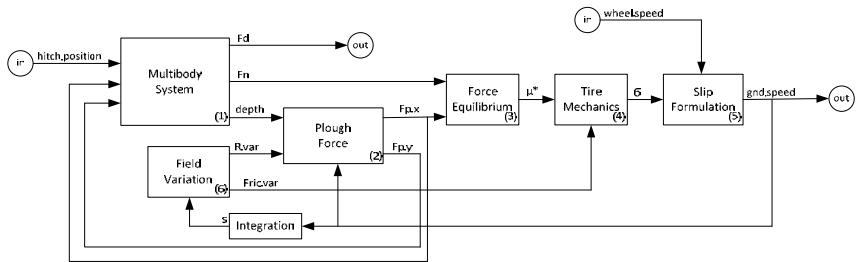 in
hitch.position
Multibody
System
(1)
Fd
out
Fn
depth
Plough
Force
(2)
Fp.x
Fp.y
Field
Variation
(6)
R.var
Fric.var
s
Integration
Force
Equilibrium
(3)
μ*
Tire
Mechanics
(4)
in
wheel.speed
б
Slip
Formulation
(5)
gnd.speed
out